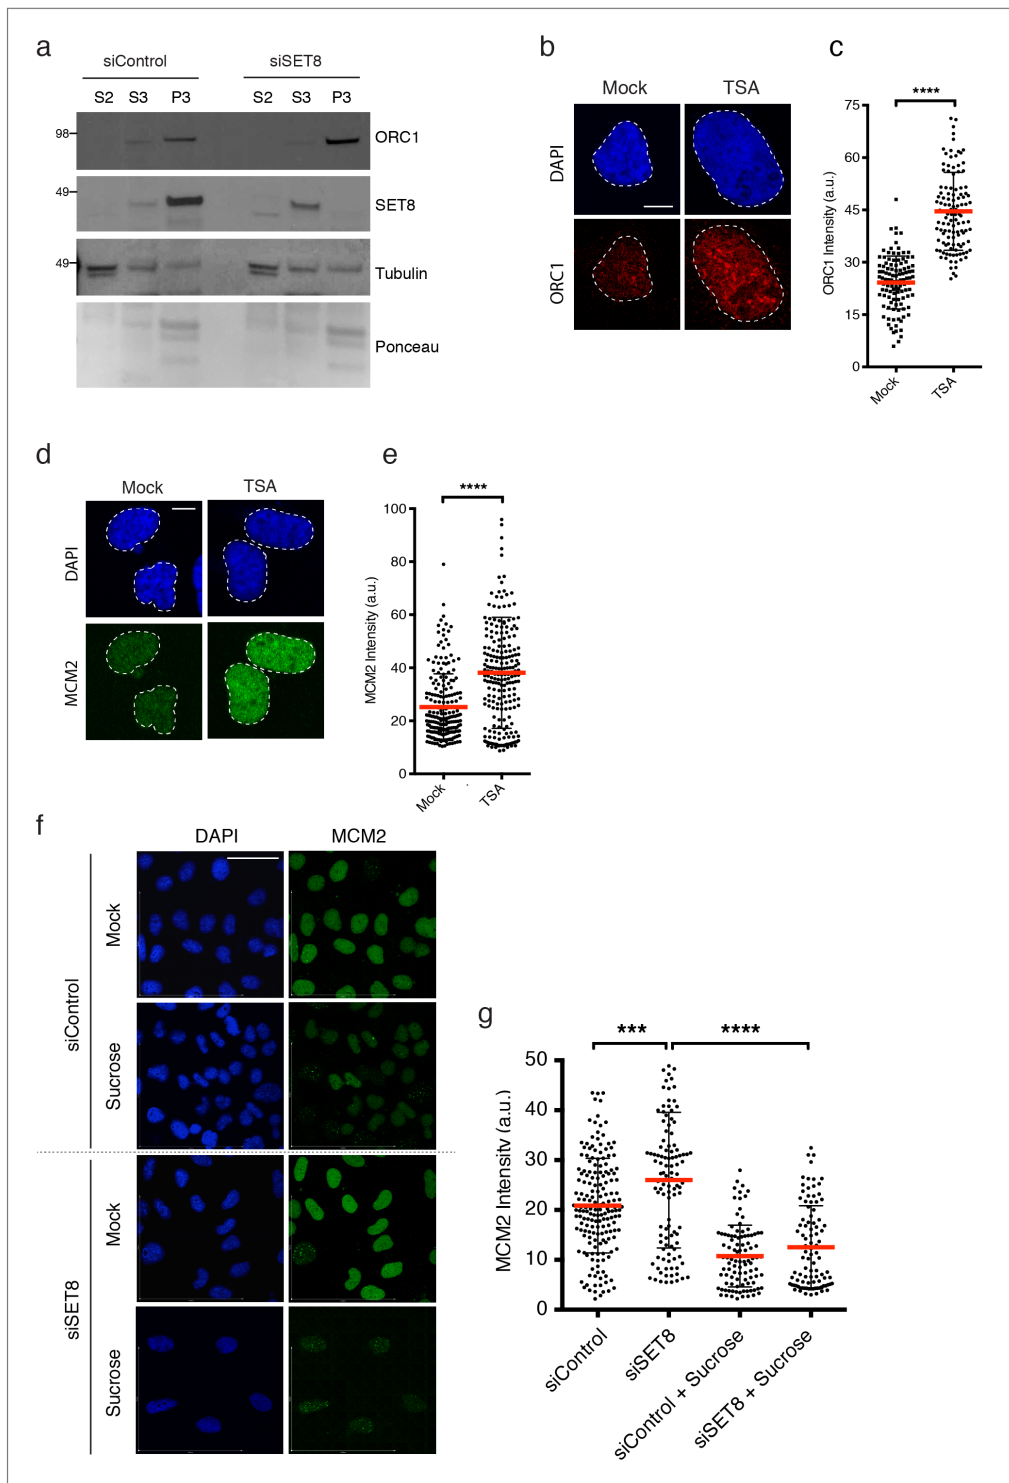 a
siControl
siSET8
S2 S3 P3 S2 S3 P3
98
ORC1
49
SET8
49
Tubulin
Ponceau
b
Mock
TSA
DAPI
ORC1
c
****
75
60
45
30
15
0
ORC1 Intensity (a.u.)
Mock
TSA
d
Mock
TSA
DAPI
MCM2
e
****
100
80
60
40
20
0
MCM2 Intensity (a.u.)
Mock
TSA
f
DAPI
MCM2
siControl
Mock
Sucrose
siSET8
Mock
Sucrose
g
***
****
50
40
30
20
10
0
MCM2 Intensity (a.u.)
siControl
siSET8
siControl + Sucrose
siSET8 + Sucrose